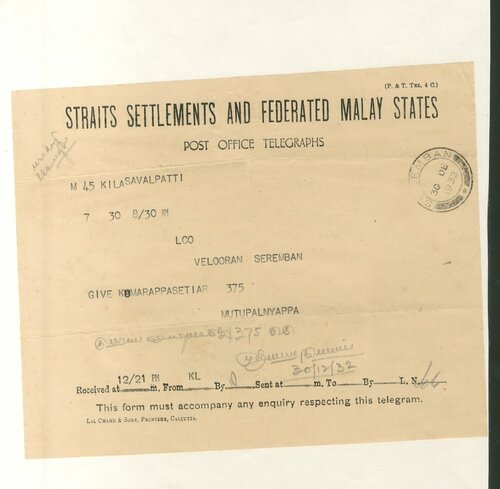 (P. & T. TEL. 4 C.)
STRAITS SETTLEMENTS AND FEDERATED MALAY STATES
POST OFFICE TELEGRAPHS
EMBAN
30 DE
1932
M 45 KILASAVALPATTI
7 30 8/30 AM
LCO
VELOORAN SEREMBAN
GIVE KUMARAPPASETIAR 375
MUTUPALNYAPPA
375
30/12/32
12/21 PM KL
Received at m. From By Sent at m. To By L. N
This form must accompany any enquiry respecting this telegram.
LAL CHAND & SONS, PRINTERS, CALCUTTA.